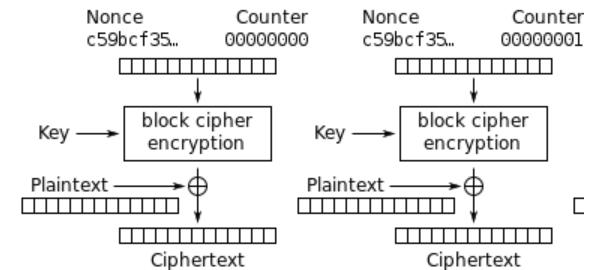 Nonce Counter Nonce Counter
c59bcf35… 00000000 c59bcf35… 00000001
block cipher block cipher
Key encryption Key encryption
Plaintext Plaintext
Ciphertext Ciphertext